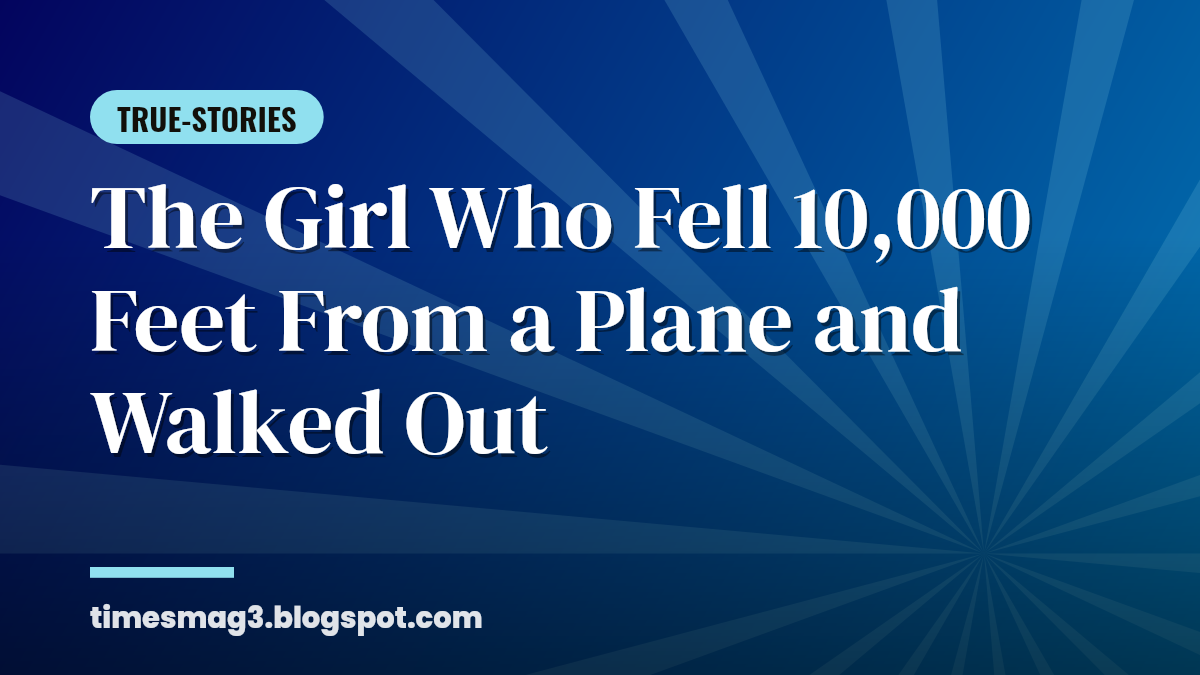 TRUE-STORIES
The Girl Who Fell 10,000
Feet From a Plane and
Walked Out
timesmag3.blogspot.com